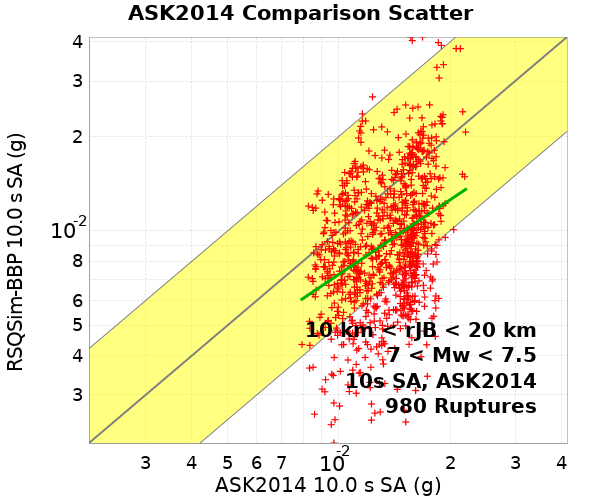 ASK2014 Comparison Scatter
RSQSim-BBP 10.0 s SA (g)
4
3
2
10⁻²
8
6
5
4
3
10 km < rJB < 20 km
7 < Mw < 7.5
10s SA, ASK2014
980 Ruptures
3 4 5 6 7 10⁻² 2 3 4
ASK2014 10.0 s SA (g)